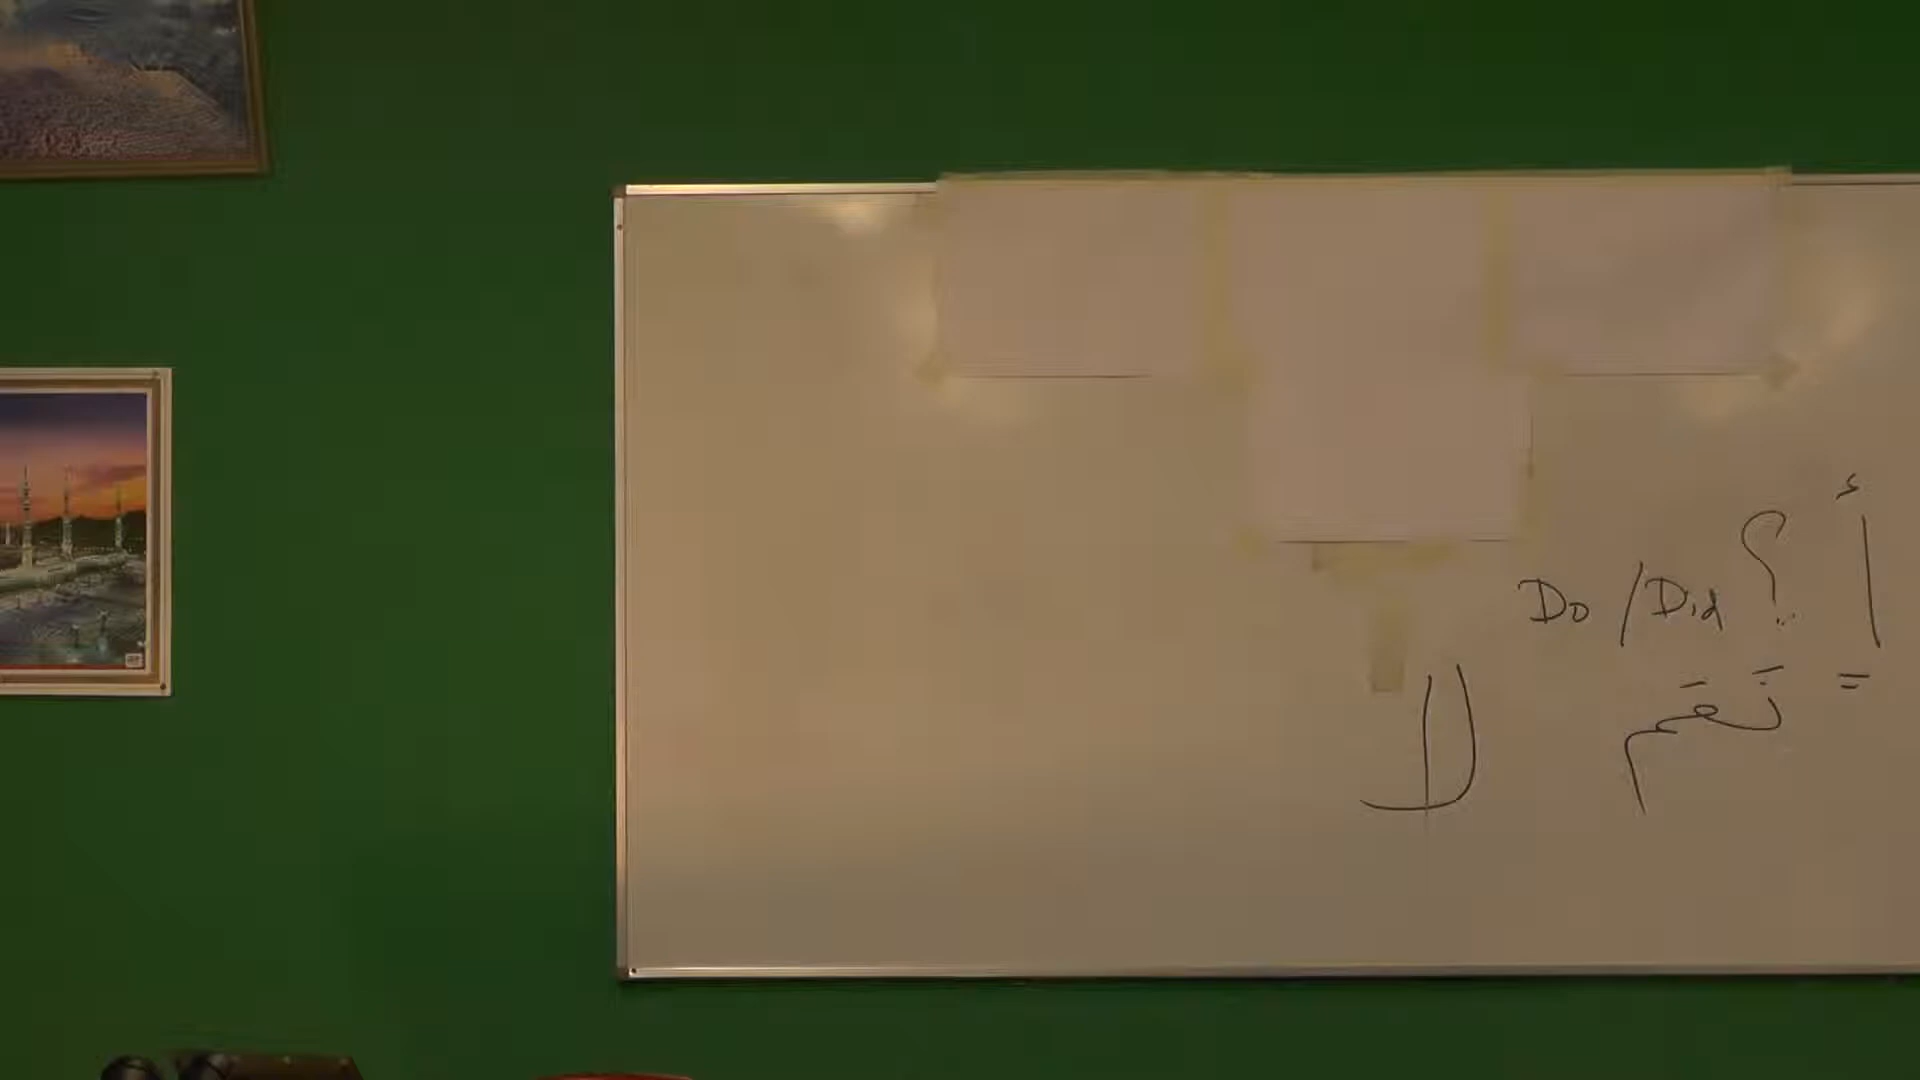 أ ؟ Do / Did
= نَعَم لا